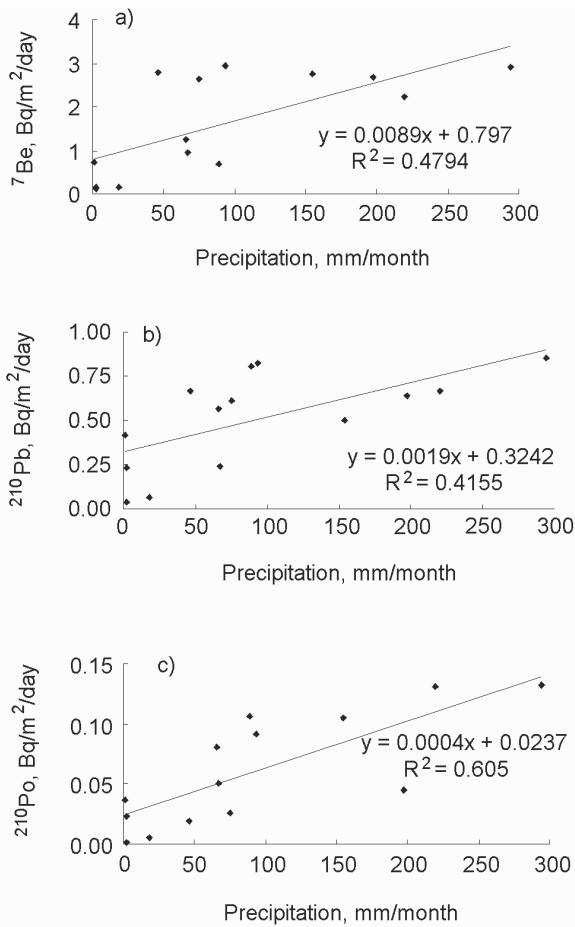 a)
4
3
2
1
0
⁷Be, Bq/m²/day
y = 0.0089x + 0.797
R² = 0.4794
0 50 100 150 200 250 300
Precipitation, mm/month
b)
1.00
0.75
0.50
0.25
0.00
²¹⁰Pb, Bq/m²/day
y = 0.0019x + 0.3242
R² = 0.4155
0 50 100 150 200 250 300
Precipitation, mm/month
c)
0.15
0.10
0.05
0.00
²¹⁰Po, Bq/m²/day
y = 0.0004x + 0.0237
R² = 0.605
0 50 100 150 200 250 300
Precipitation, mm/month